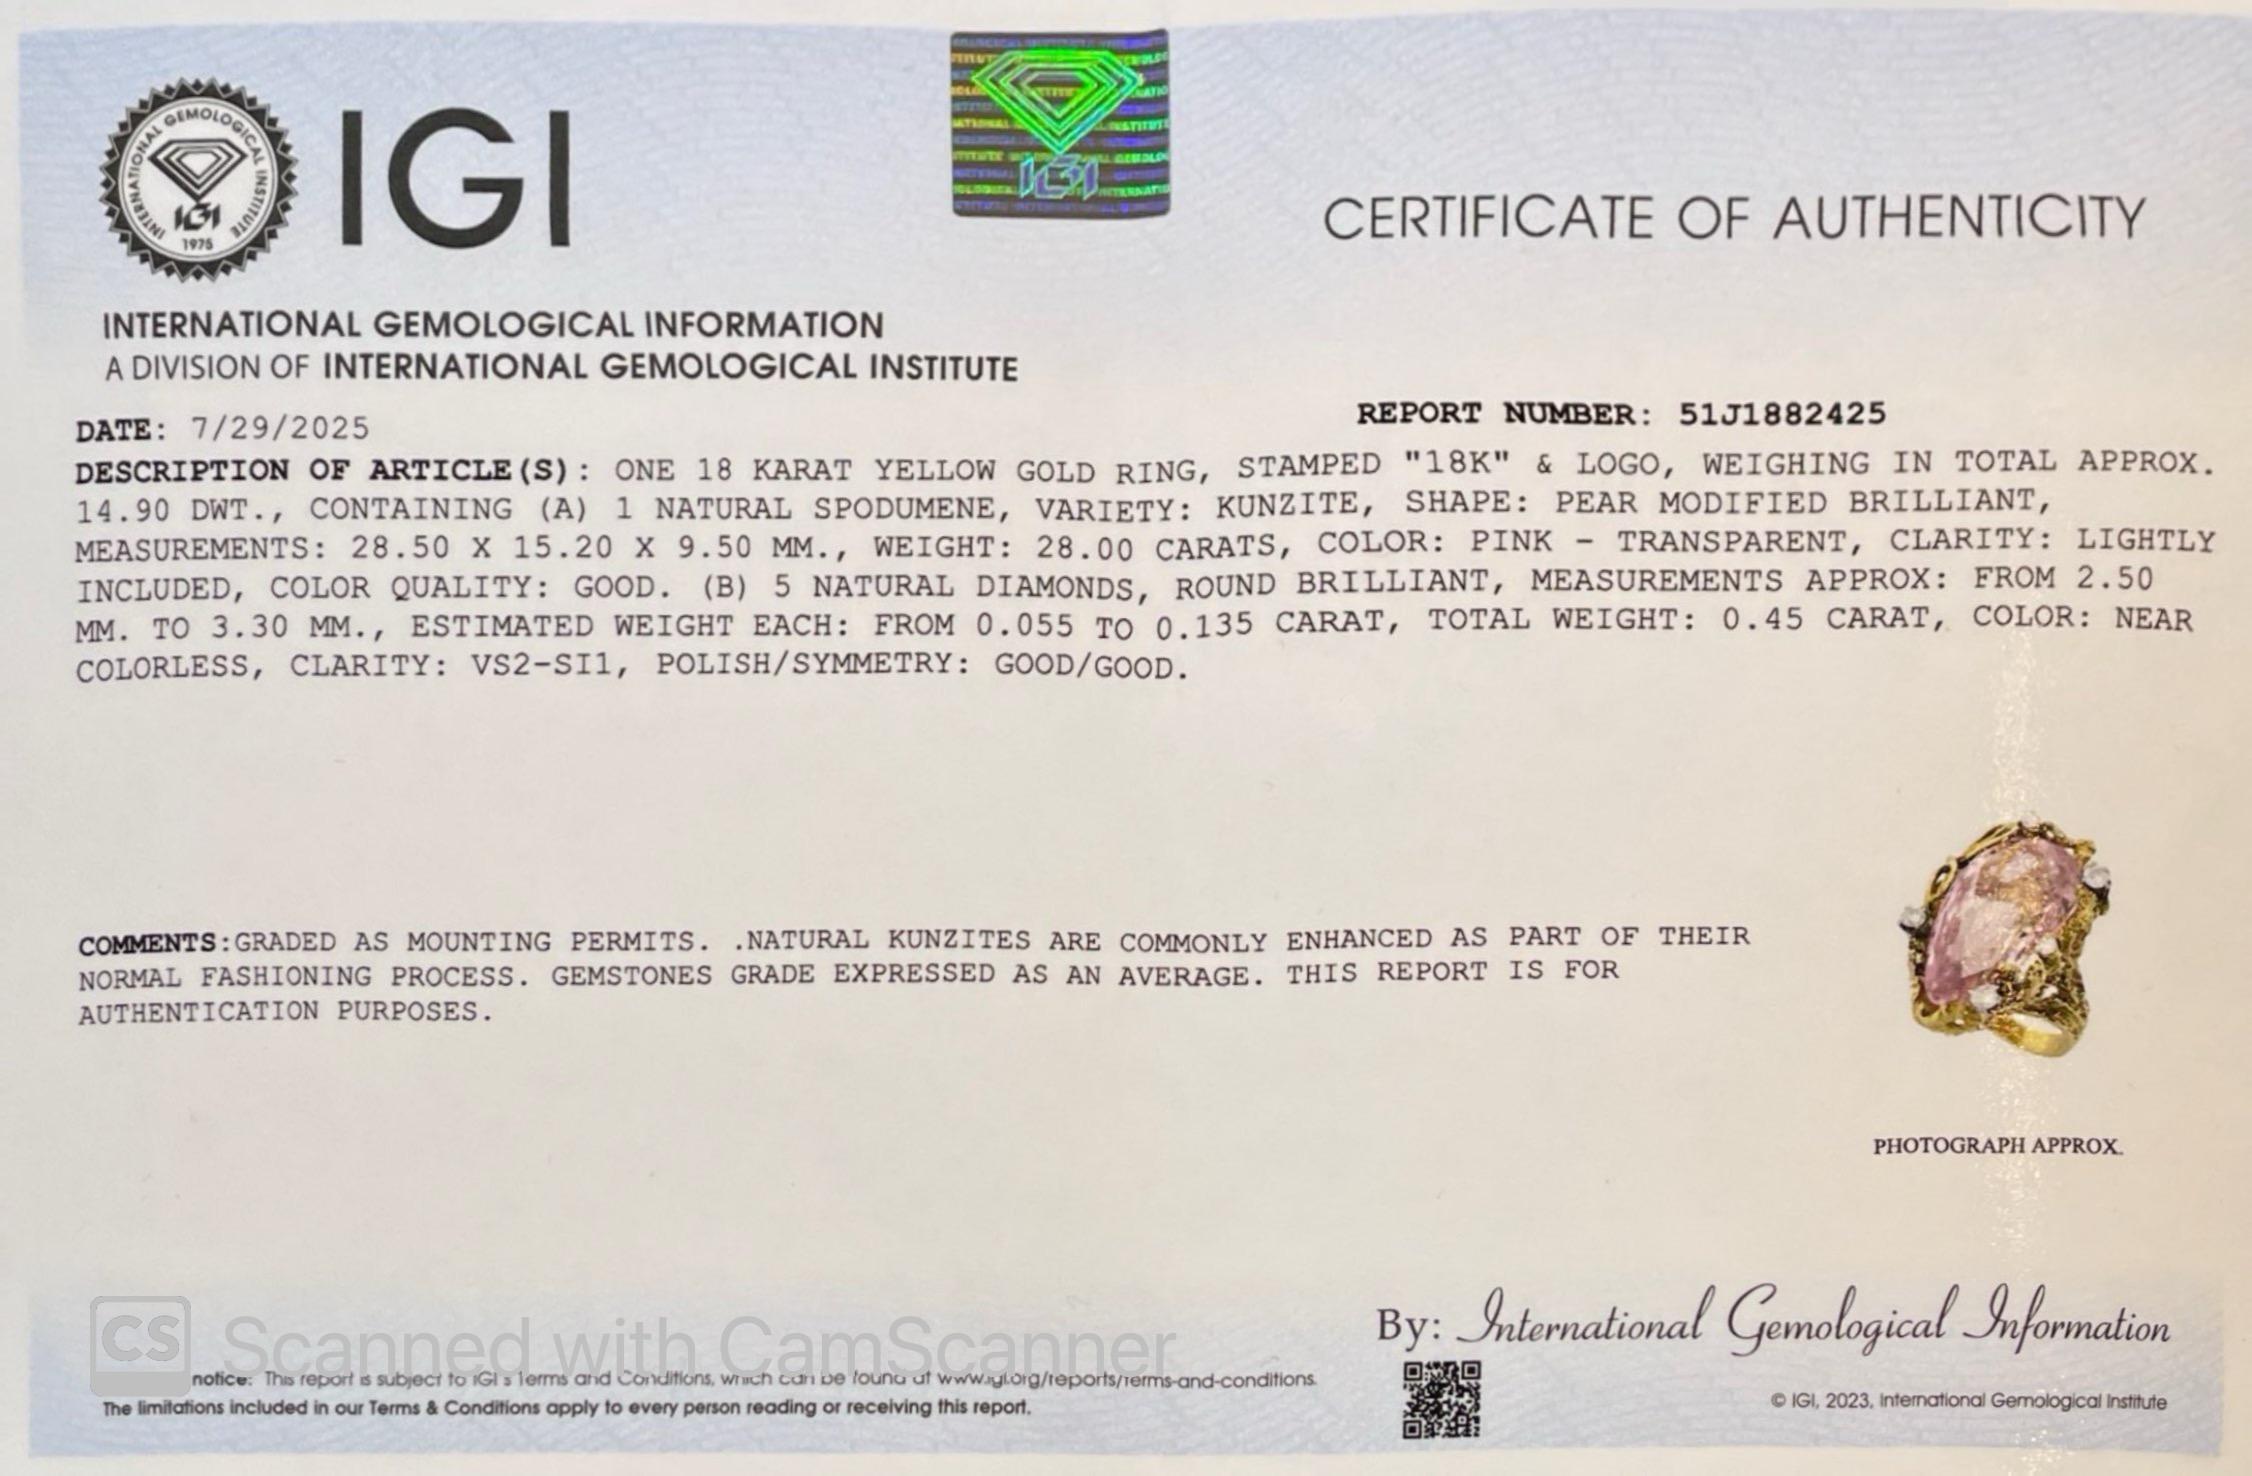 INTERNATIONAL GEMOLOGICAL INSTITUTE
IGI
1975
IGI
IGI
CERTIFICATE OF AUTHENTICITY
INTERNATIONAL GEMOLOGICAL INFORMATION
A DIVISION OF INTERNATIONAL GEMOLOGICAL INSTITUTE
DATE: 7/29/2025
REPORT NUMBER: 51J1882425
DESCRIPTION OF ARTICLE(S): ONE 18 KARAT YELLOW GOLD RING, STAMPED "18K" & LOGO, WEIGHING IN TOTAL APPROX.
14.90 DWT., CONTAINING (A) 1 NATURAL SPODUMENE, VARIETY: KUNZITE, SHAPE: PEAR MODIFIED BRILLIANT,
MEASUREMENTS: 28.50 X 15.20 X 9.50 MM., WEIGHT: 28.00 CARATS, COLOR: PINK - TRANSPARENT, CLARITY: LIGHTLY
INCLUDED, COLOR QUALITY: GOOD. (B) 5 NATURAL DIAMONDS, ROUND BRILLIANT, MEASUREMENTS APPROX: FROM 2.50
MM. TO 3.30 MM., ESTIMATED WEIGHT EACH: FROM 0.055 TO 0.135 CARAT, TOTAL WEIGHT: 0.45 CARAT, COLOR: NEAR
COLORLESS, CLARITY: VS2-SI1, POLISH/SYMMETRY: GOOD/GOOD.
COMMENTS:GRADED AS MOUNTING PERMITS. .NATURAL KUNZITES ARE COMMONLY ENHANCED AS PART OF THEIR
NORMAL FASHIONING PROCESS. GEMSTONES GRADE EXPRESSED AS AN AVERAGE. THIS REPORT IS FOR
AUTHENTICATION PURPOSES.
PHOTOGRAPH APPROX.
By: International Gemological Information
CS Scanned with CamScanner
notice: This report is subject to IGI's Terms and Conditions, which can be found at www.igi.org/reports/terms-and-conditions.
The limitations included in our Terms & Conditions apply to every person reading or receiving this report.
© IGI, 2023, International Gemological Institute